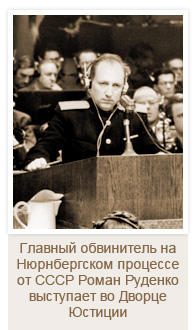 Главный обвинитель на
Нюрнбергском процессе
от СССР Роман Руденко
выступает во Дворце
Юстиции